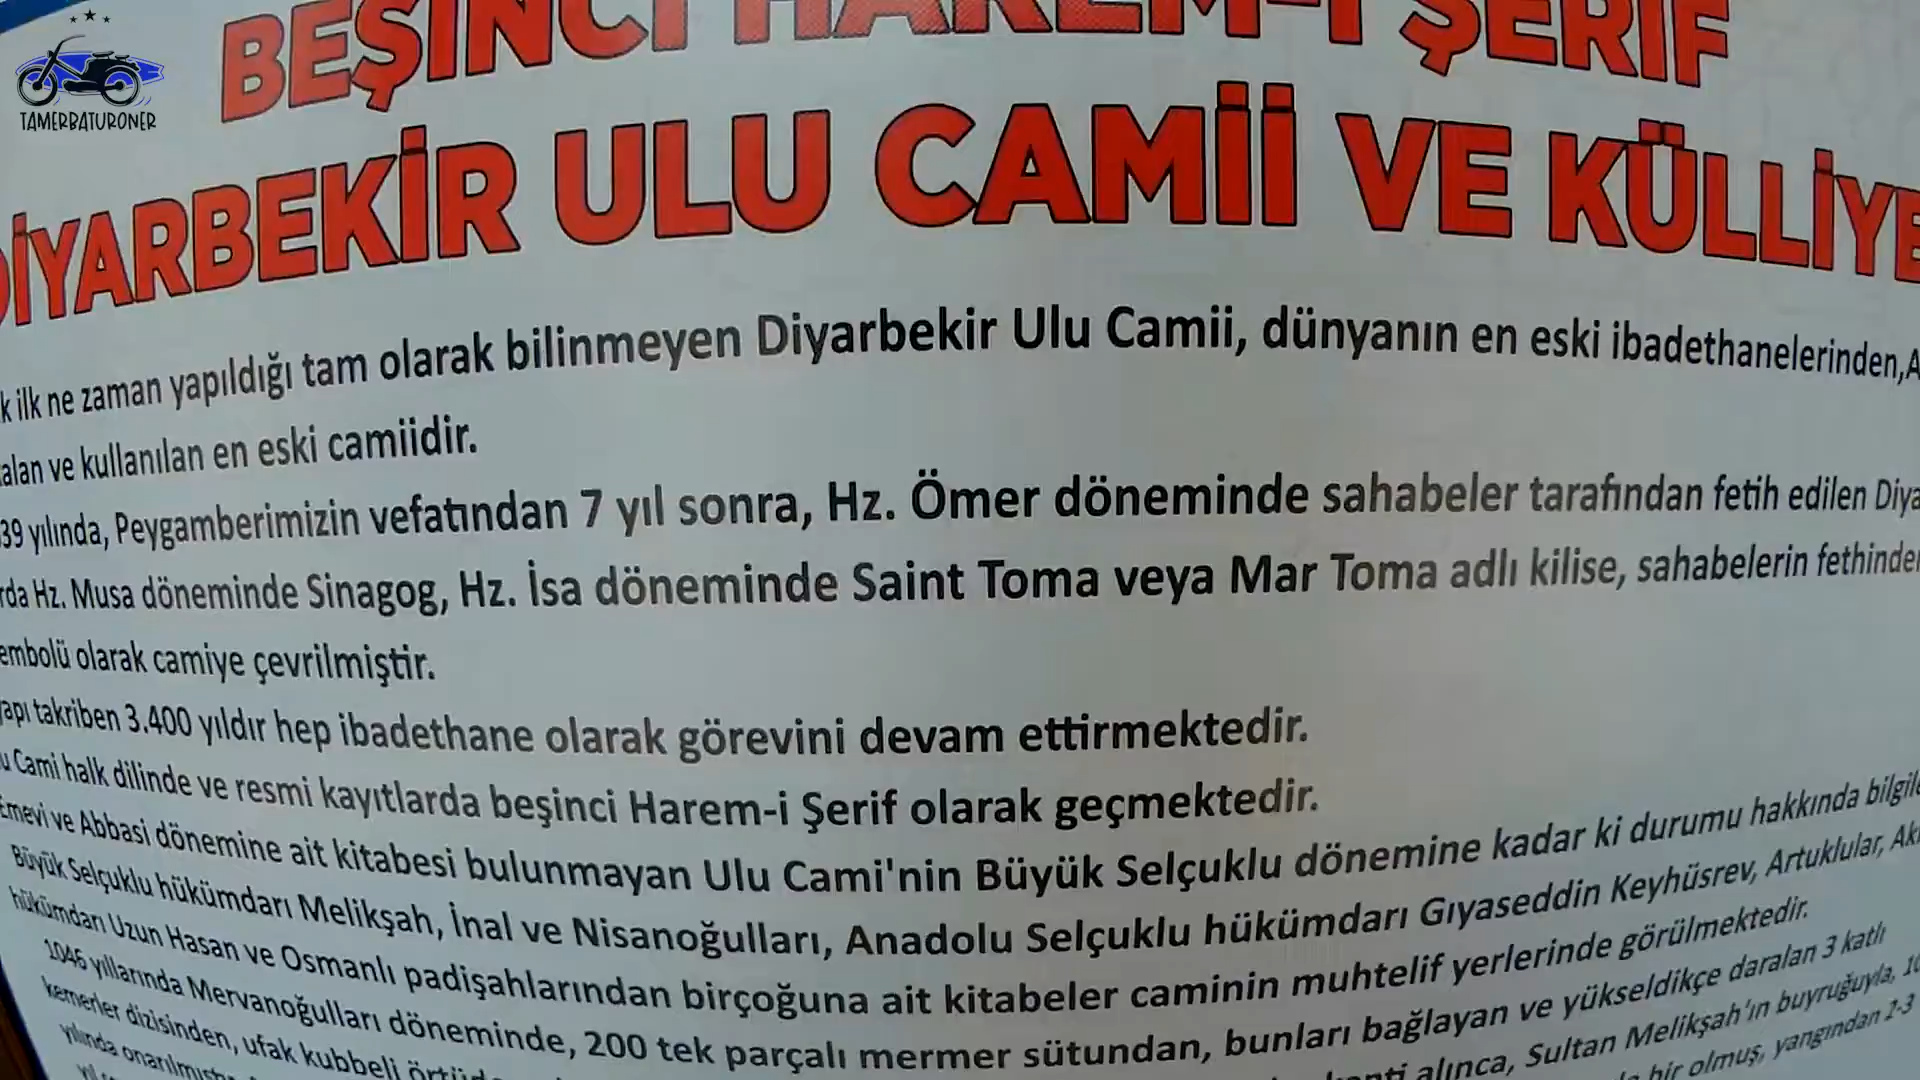 TAMERBATURONER
BEŞİNCİ HAREM-İ ŞERİF
DİYARBEKİR ULU CAMİİ VE KÜLLİYE
ilk ne zaman yapıldığı tam olarak bilinmeyen Diyarbekir Ulu Camii, dünyanın en eski ibadethanelerinden,
ve kullanılan en eski camiidir.
yılında, Peygamberimizin vefatından 7 yıl sonra, Hz. Ömer döneminde sahabeler tarafından fetih edilen
Hz. Musa döneminde Sinagog, Hz. İsa döneminde Saint Toma veya Mar Toma adlı kilise, sahabelerin
olarak camiye çevrilmiştir.
takriben 3.400 yıldır hep ibadethane olarak görevini devam ettirmektedir.
Cami halk dilinde ve resmi kayıtlarda beşinci Harem-i Şerif olarak geçmektedir.
Emevi ve Abbasi dönemine ait kitabesi bulunmayan Ulu Cami'nin Büyük Selçuklu dönemine kadar ki durumu hakkında
Büyük Selçuklu hükümdarı Melikşah, İnal ve Nisanoğulları, Anadolu Selçuklu hükümdarı Gıyaseddin Keyhüsrev, Artuklular,
hükümdarı Uzun Hasan ve Osmanlı padişahlarından birçoğuna ait kitabeler caminin muhtelif yerlerinde görülmektedir.
1046 yıllarında Mervanoğulları döneminde, 200 tek parçalı mermer sütundan, bunları bağlayan ve yükseldikçe daralan 3 katlı
kemerler dizisinden, ufak kubbeli alınca, Sultan Melikşah'ın buyruğuyla,
yılında bir olmuş, yangından 2-3